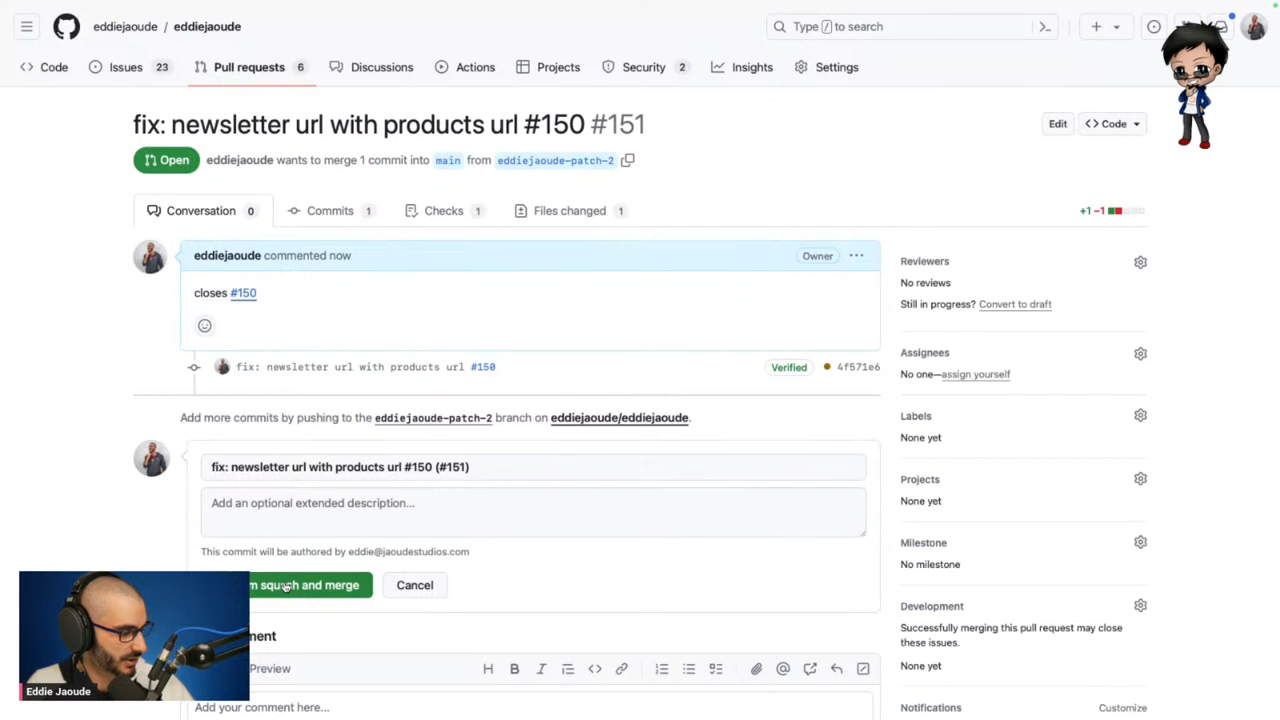 eddiejaoude / eddiejaoude
Type / to search
Code
Issues 23
Pull requests 6
Discussions
Actions
Projects
Security 2
Insights
Settings
fix: newsletter url with products url #150 #151
Edit
Code
Open
eddiejaoude wants to merge 1 commit into main from eddiejaoude-patch-2
Conversation 0
Commits 1
Checks 1
Files changed 1
+1 −1
eddiejaoude commented now
Owner
closes #150
fix: newsletter url with products url #150
Verified
4f571e6
Add more commits by pushing to the eddiejaoude-patch-2 branch on eddiejaoude/eddiejaoude.
fix: newsletter url with products url #150 (#151)
Add an optional extended description...
This commit will be authored by eddie@jaoudestudios.com
m squash and merge
Cancel
ment
Preview
Add your comment here...
Reviewers
No reviews
Still in progress? Convert to draft
Assignees
No one—assign yourself
Labels
None yet
Projects
None yet
Milestone
No milestone
Development
Successfully merging this pull request may close
these issues.
None yet
Notifications
Customize
Eddie Jaoude